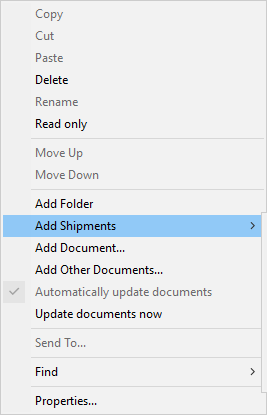 Copy
Cut
Paste
Delete
Rename
Read only
Move Up
Move Down
Add Folder
Add Shipments
Add Document...
Add Other Documents...
Automatically update documents
Update documents now
Send To...
Find
Properties...